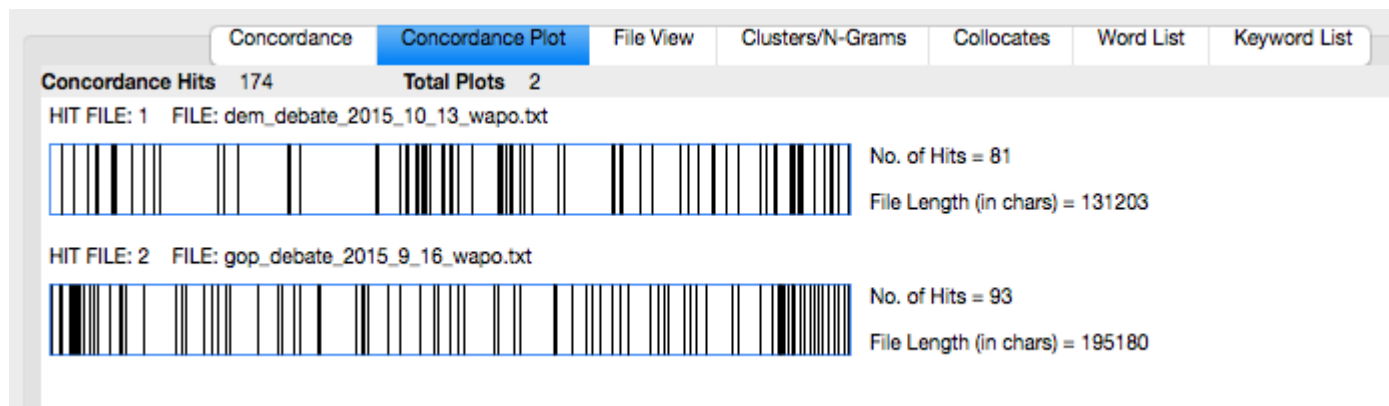 Concordance Concordance Plot File View Clusters/N-Grams Collocates Word List Keyword List
Concordance Hits 174 Total Plots 2
HIT FILE: 1 FILE: dem_debate_2015_10_13_wapo.txt
No. of Hits = 81
File Length (in chars) = 131203
HIT FILE: 2 FILE: gop_debate_2015_9_16_wapo.txt
No. of Hits = 93
File Length (in chars) = 195180